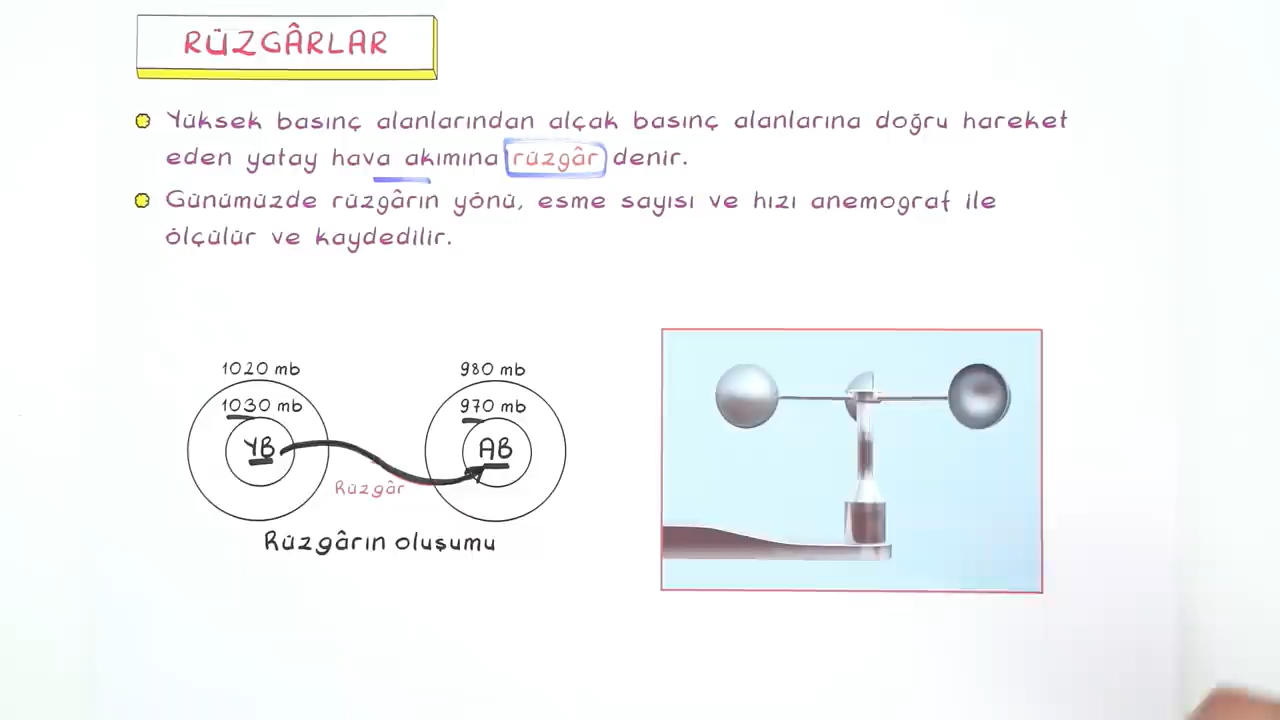 RÜZGÂRLAR
Yüksek basınç alanlarından alçak basınç alanlarına doğru hareket
eden yatay hava akımına rüzgâr denir.
Günümüzde rüzgârın yönü, esme sayısı ve hızı anemograf ile
ölçülür ve kaydedilir.
1020 mb
980 mb
1030 mb
970 mb
YB
AB
Rüzgâr
Rüzgârın oluşumu